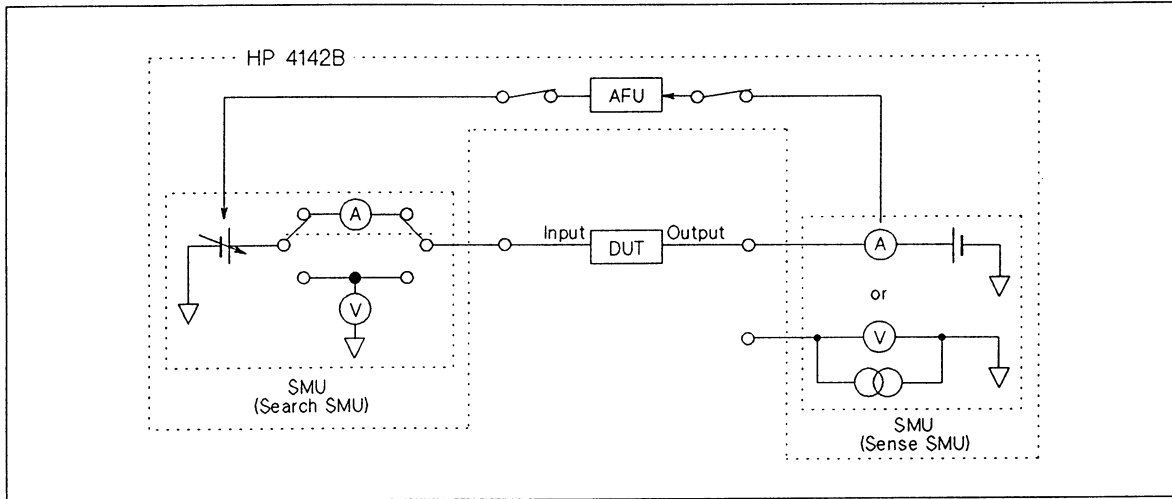 HP 4142B
AFU
A
Input
DUT
Output
A
V
or
V
SMU
(Search SMU)
SMU
(Sense SMU)